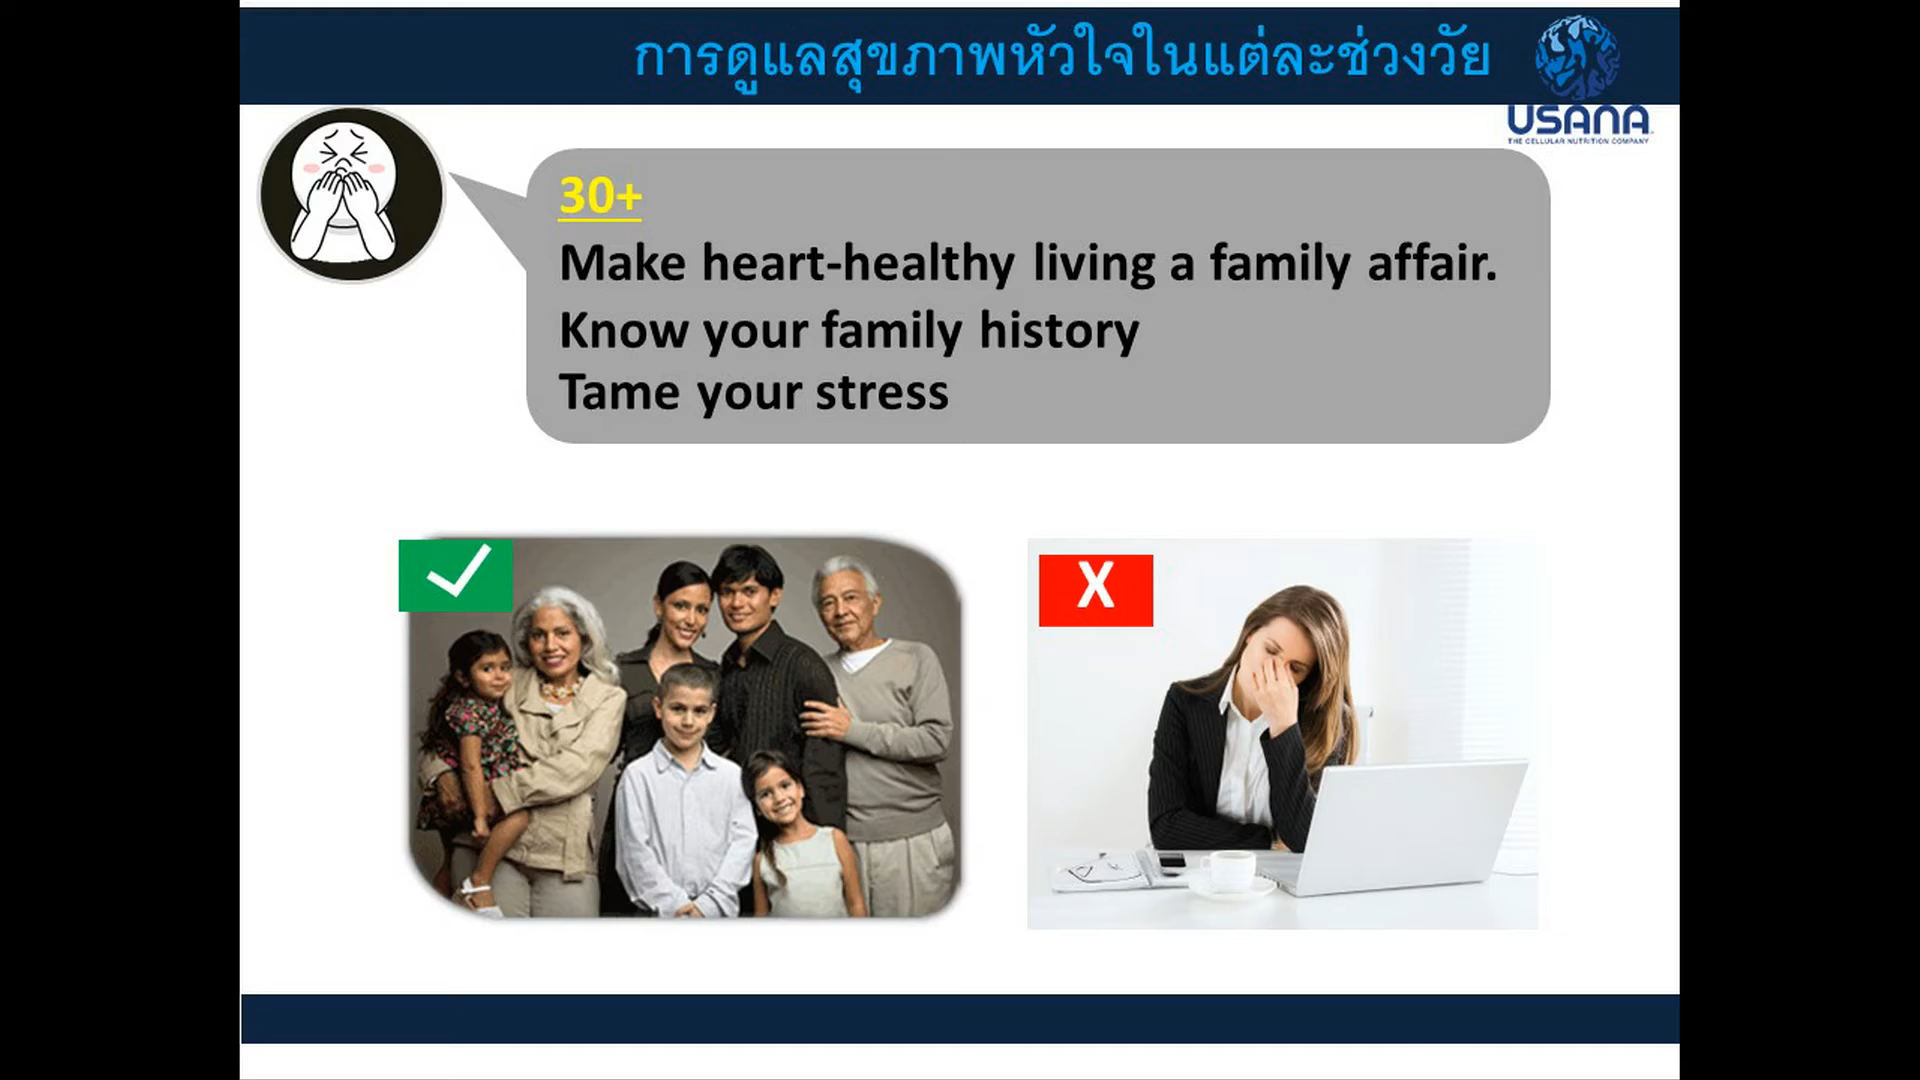 การดูแลสุขภาพหัวใจในแต่ละช่วงวัย
USANA
THE CELLULAR NUTRITION COMPANY
30+
Make heart-healthy living a family affair.
Know your family history
Tame your stress
X